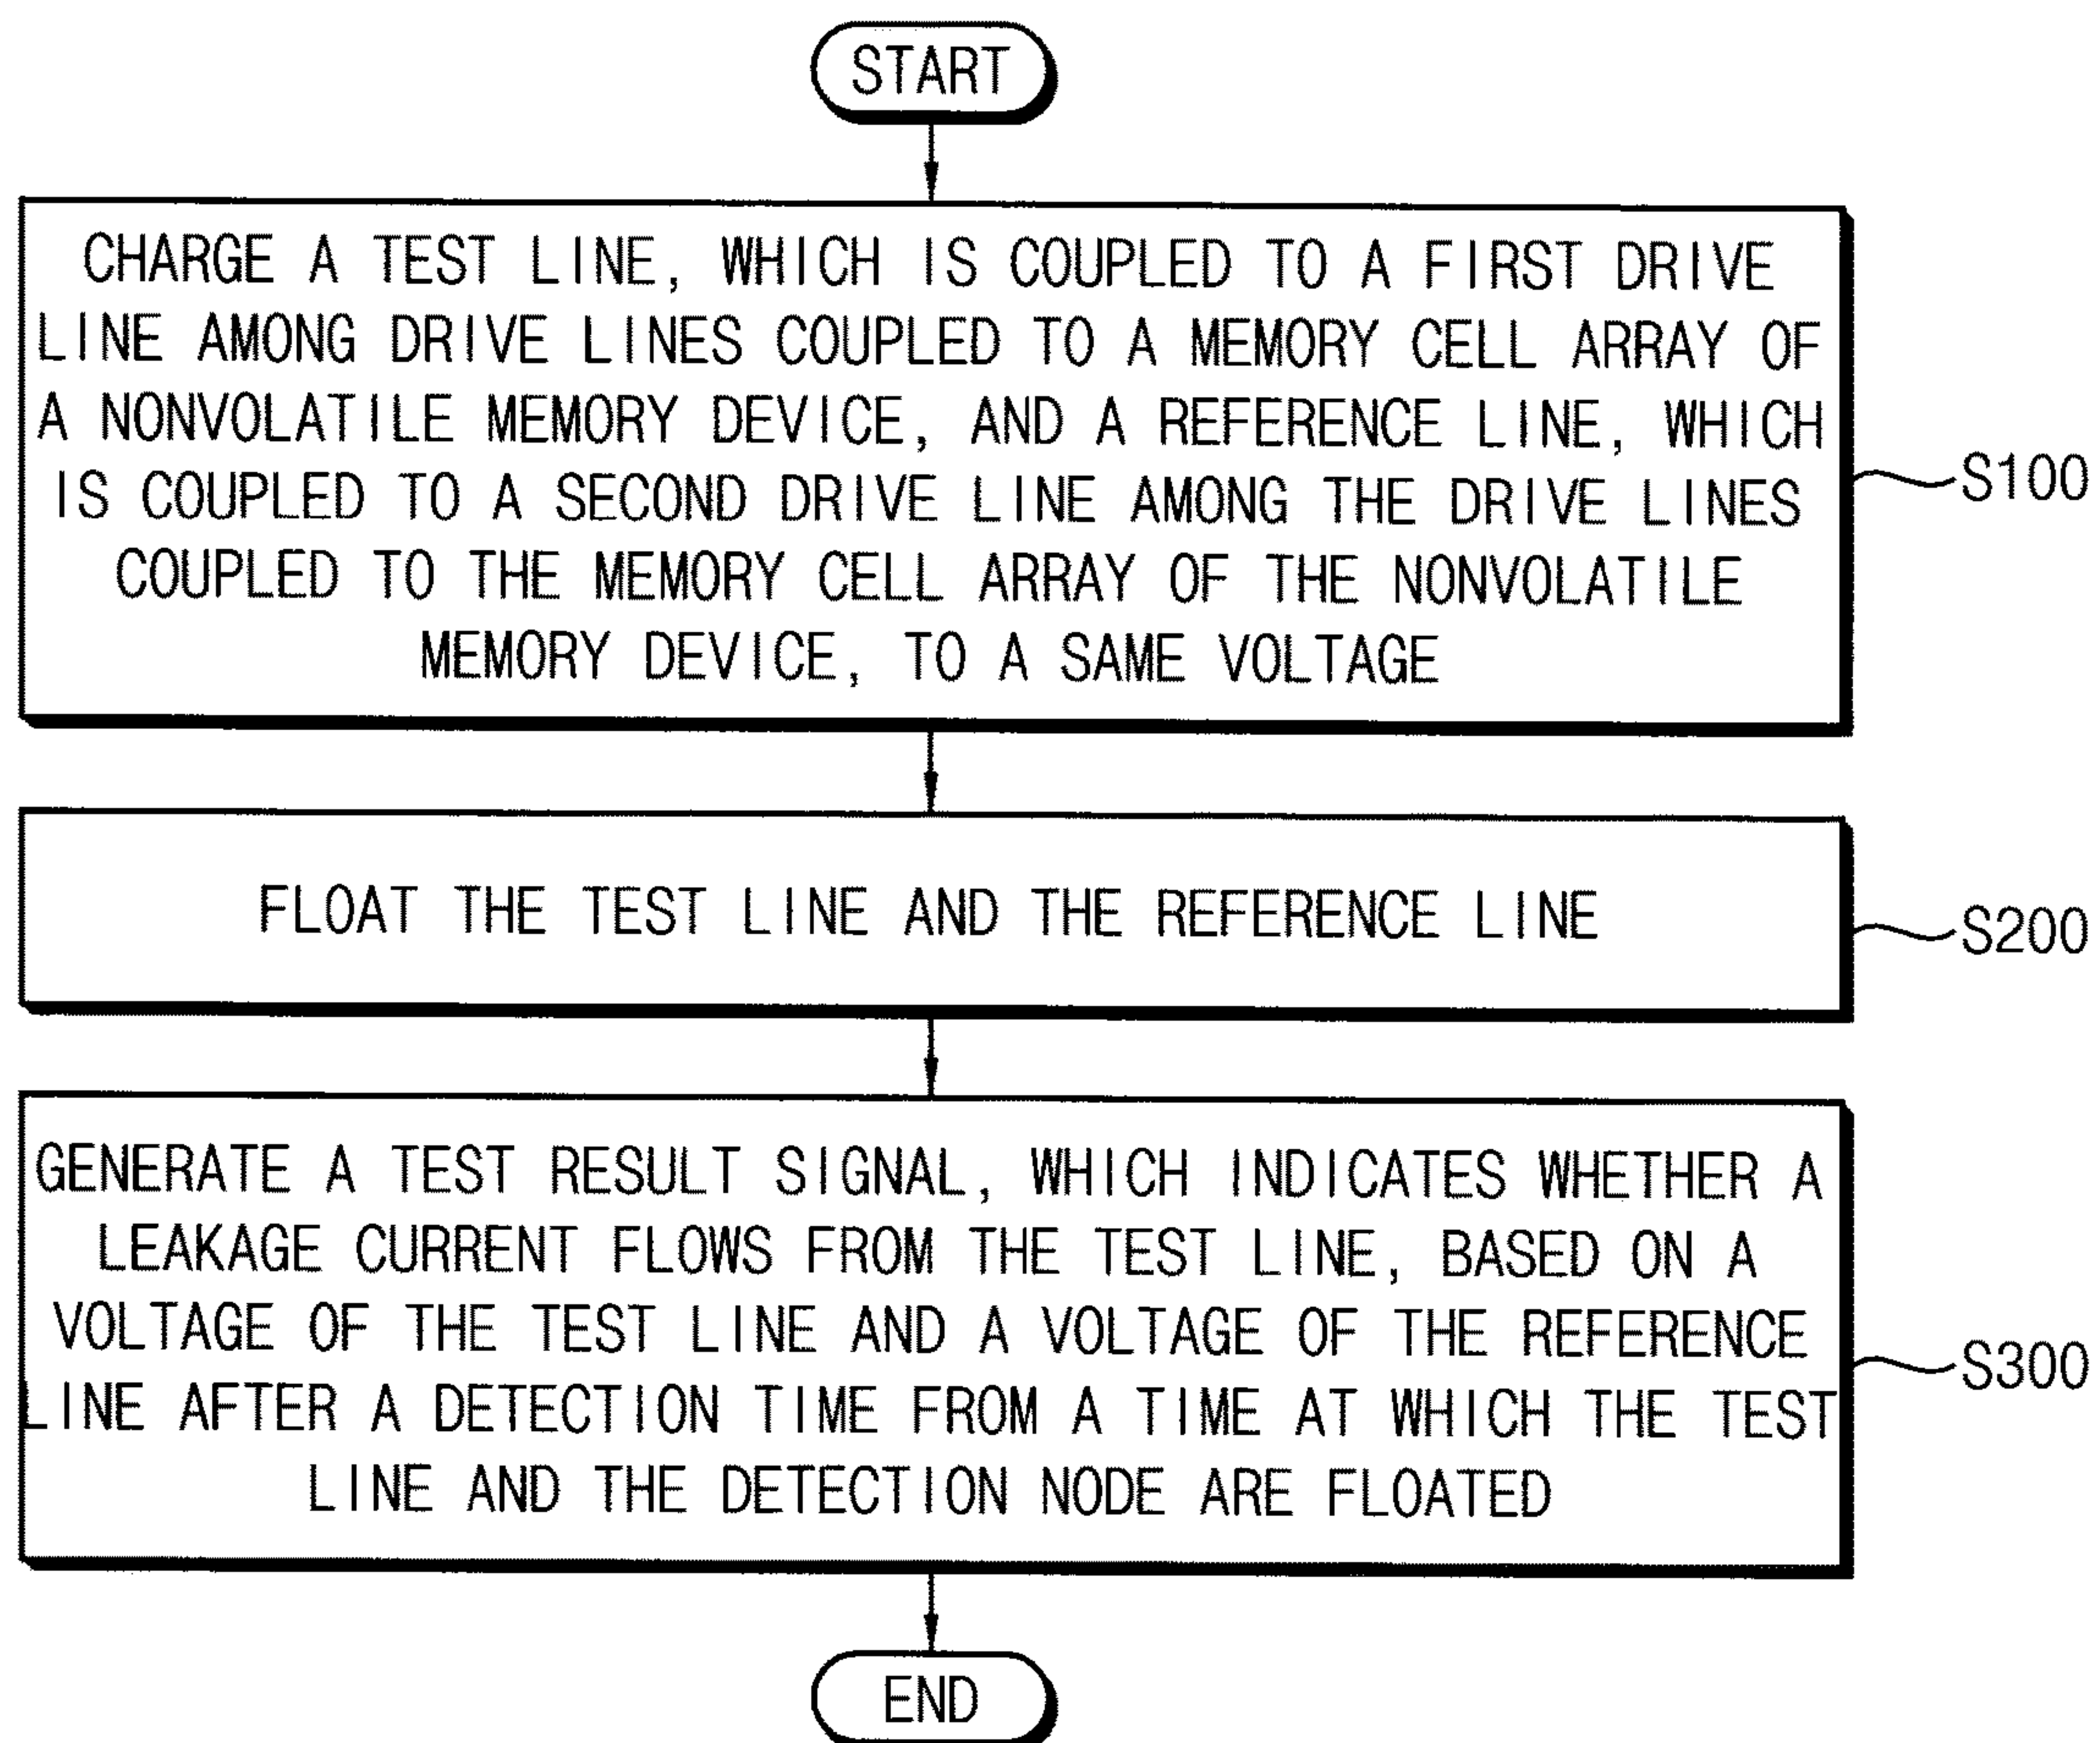 START
CHARGE A TEST LINE, WHICH IS COUPLED TO A FIRST DRIVE
LINE AMONG DRIVE LINES COUPLED TO A MEMORY CELL ARRAY OF
A NONVOLATILE MEMORY DEVICE, AND A REFERENCE LINE, WHICH
IS COUPLED TO A SECOND DRIVE LINE AMONG THE DRIVE LINES
COUPLED TO THE MEMORY CELL ARRAY OF THE NONVOLATILE
MEMORY DEVICE, TO A SAME VOLTAGE
S100
FLOAT THE TEST LINE AND THE REFERENCE LINE
S200
GENERATE A TEST RESULT SIGNAL, WHICH INDICATES WHETHER A
LEAKAGE CURRENT FLOWS FROM THE TEST LINE, BASED ON A
VOLTAGE OF THE TEST LINE AND A VOLTAGE OF THE REFERENCE
LINE AFTER A DETECTION TIME FROM A TIME AT WHICH THE TEST
LINE AND THE DETECTION NODE ARE FLOATED
S300
END